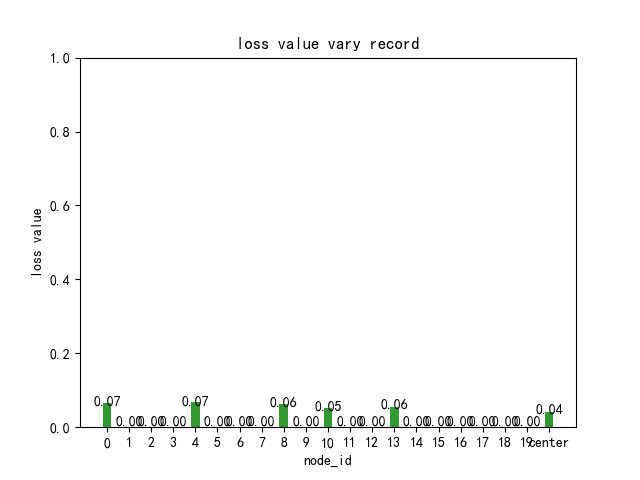 loss value vary record
1.0
0.8
0.6
0.4
0.2
0.0
loss value
0.07 0.00 0.00 0.00 0.07 0.00 0.00 0.00 0.06 0.00 0.05 0.00 0.00 0.06 0.00 0.00 0.00 0.00 0.00 0.00 0.04
0 1 2 3 4 5 6 7 8 9 10 11 12 13 14 15 16 17 18 19 center
node_id